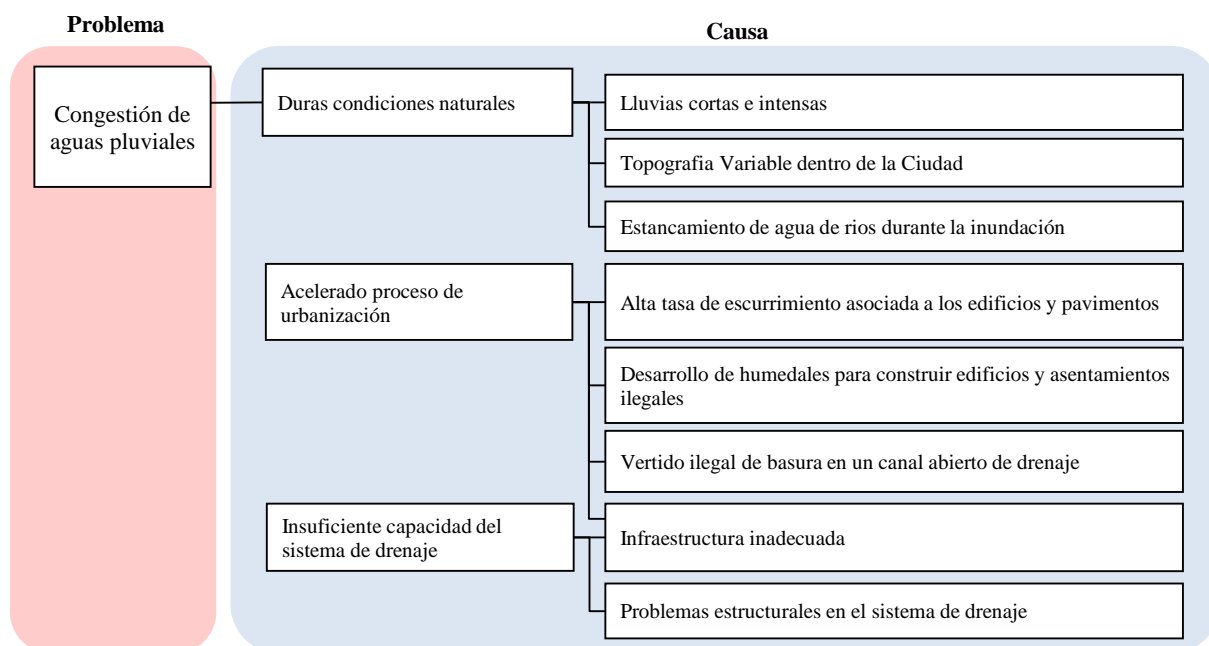 Problema
Causa
Congestión de
aguas pluviales
Duras condiciones naturales
Lluvias cortas e intensas
Topografia Variable dentro de la Ciudad
Estancamiento de agua de rios durante la inundación
Acelerado proceso de
urbanización
Alta tasa de escurrimiento asociada a los edificios y pavimentos
Desarrollo de humedales para construir edificios y asentamientos
ilegales
Vertido ilegal de basura en un canal abierto de drenaje
Insuficiente capacidad del
sistema de drenaje
Infraestructura inadecuada
Problemas estructurales en el sistema de drenaje